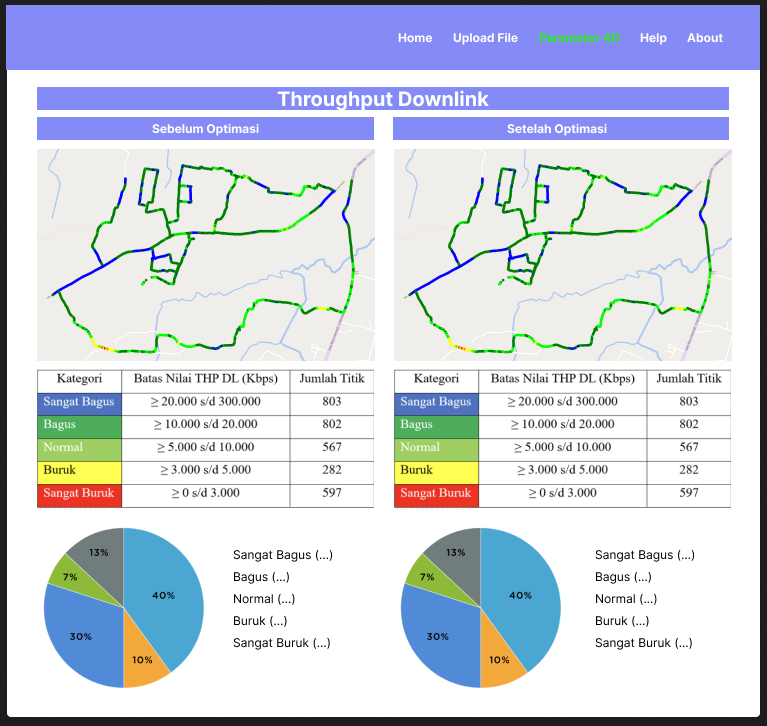 Home Upload File Parameter 4G Help About
Throughput Downlink
Sebelum Optimasi
Setelah Optimasi
Kategori Batas Nilai THP DL (Kbps) Jumlah Titik
Sangat Bagus ≥ 20.000 s/d 300.000 803
Bagus ≥ 10.000 s/d 20.000 802
Normal ≥ 5.000 s/d 10.000 567
Buruk ≥ 3.000 s/d 5.000 282
Sangat Buruk ≥ 0 s/d 3.000 597
Kategori Batas Nilai THP DL (Kbps) Jumlah Titik
Sangat Bagus ≥ 20.000 s/d 300.000 803
Bagus ≥ 10.000 s/d 20.000 802
Normal ≥ 5.000 s/d 10.000 567
Buruk ≥ 3.000 s/d 5.000 282
Sangat Buruk ≥ 0 s/d 3.000 597
13%
7%
40%
30%
10%
Sangat Bagus (...)
Bagus (...)
Normal (...)
Buruk (...)
Sangat Buruk (...)
13%
7%
40%
30%
10%
Sangat Bagus (...)
Bagus (...)
Normal (...)
Buruk (...)
Sangat Buruk (...)